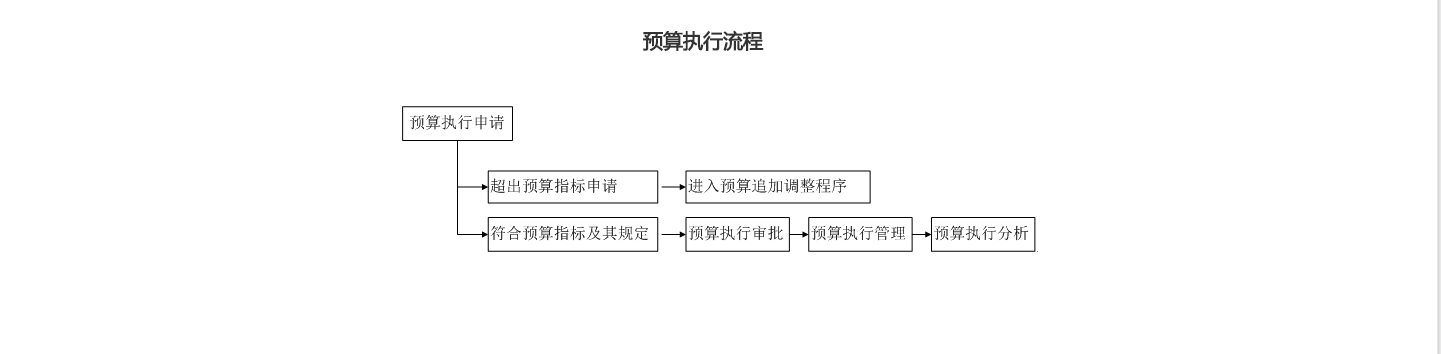 预算执行流程
预算执行申请
超出预算指标申请
进入预算追加调整程序
符合预算指标及其规定
预算执行审批
预算执行管理
预算执行分析